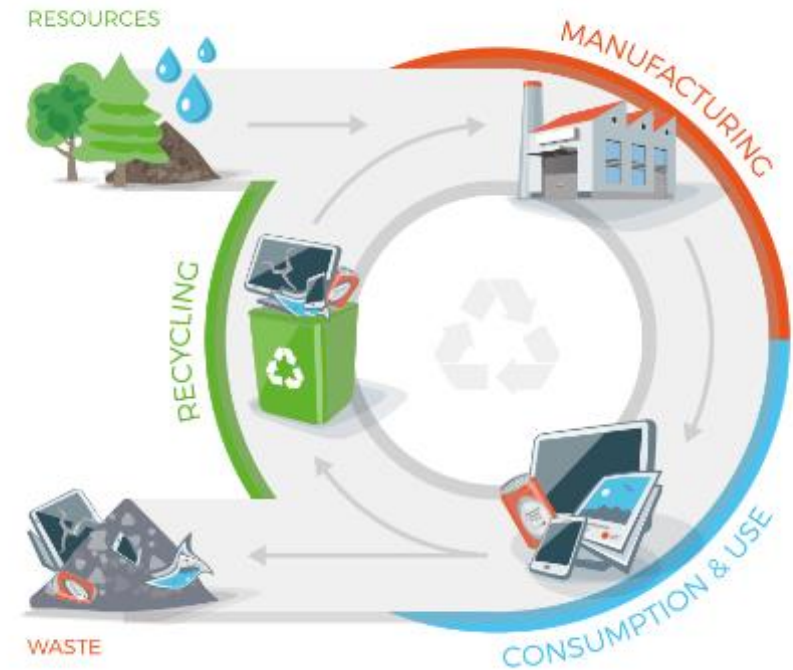 RESOURCES
MANUFACTURING
RECYCLING
CONSUMPTION & USE
WASTE